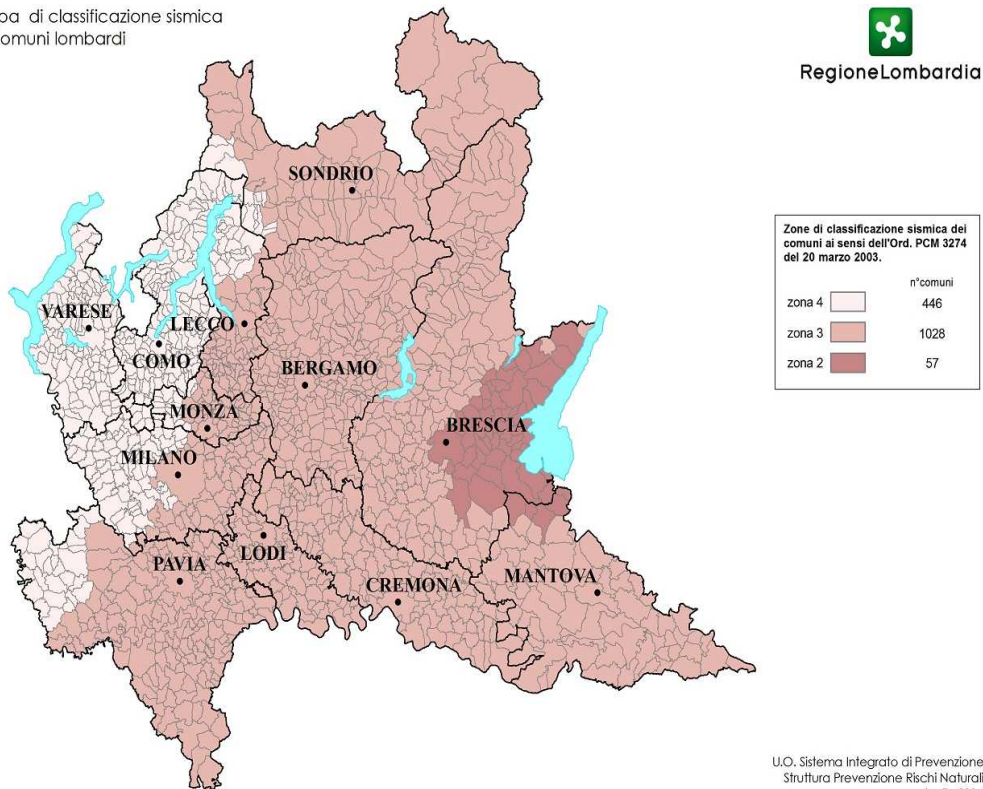 di classificazione sismica
comuni lombardi
RegioneLombardia
SONDRIO
Zone di classificazione sismica dei
comuni ai sensi dell'Ord. PCM 3274
del 20 marzo 2003.
n°comuni
zona 4 446
zona 3 1028
zona 2 57
VARESE
LECCO
COMO
BERGAMO
MONZA
BRESCIA
MILANO
LODI
PAVIA
CREMONA
MANTOVA
U.O. Sistema Integrato di Prevenzione
Struttura Prevenzione Rischi Naturali